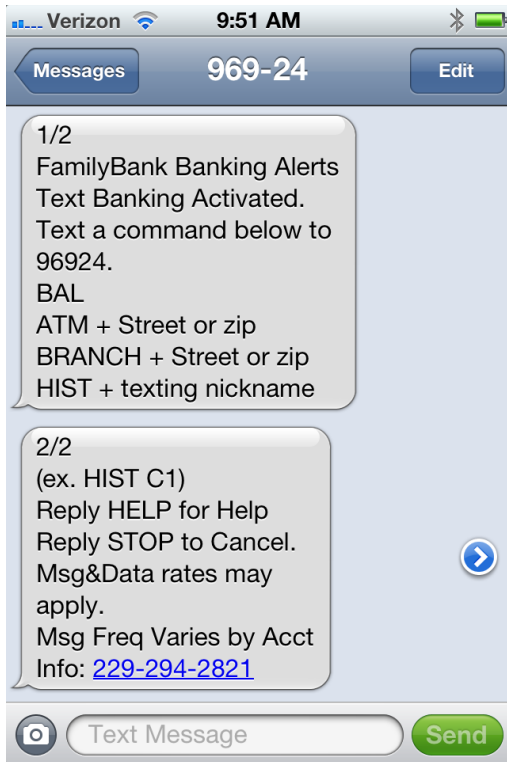 Verizon 9:51 AM
Messages 969-24 Edit
1/2
FamilyBank Banking Alerts
Text Banking Activated.
Text a command below to
96924.
BAL
ATM + Street or zip
BRANCH + Street or zip
HIST + texting nickname
2/2
(ex. HIST C1)
Reply HELP for Help
Reply STOP to Cancel.
Msg&Data rates may
apply.
Msg Freq Varies by Acct
Info: 229-294-2821
Text Message Send